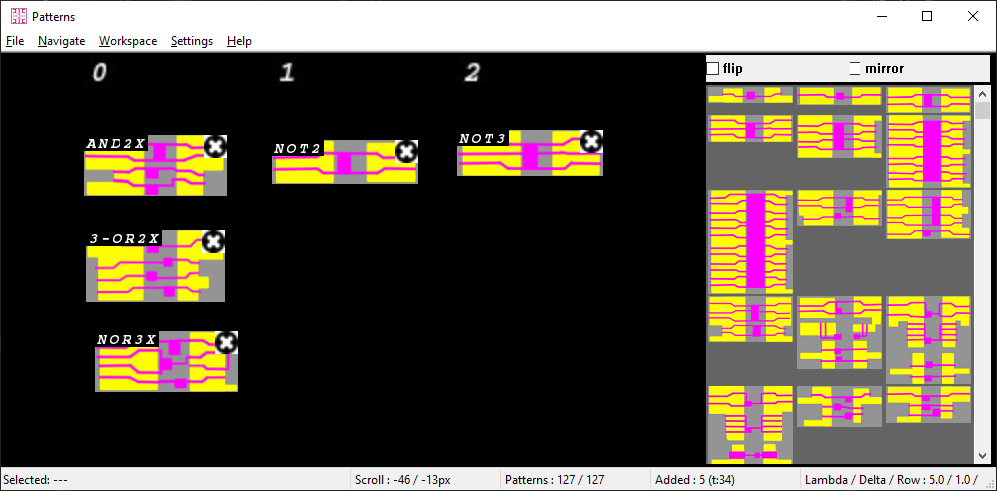 Patterns
File Navigate Workspace Settings Help
0 1 2
flip mirror
AND2X NOT2 NOT3
3-OR2X
NOR3X
Selected: --- Scroll : -46 / -13px Patterns : 127 / 127 Added : 5 (t:34) Lambda / Delta / Row : 5.0 / 1.0 /